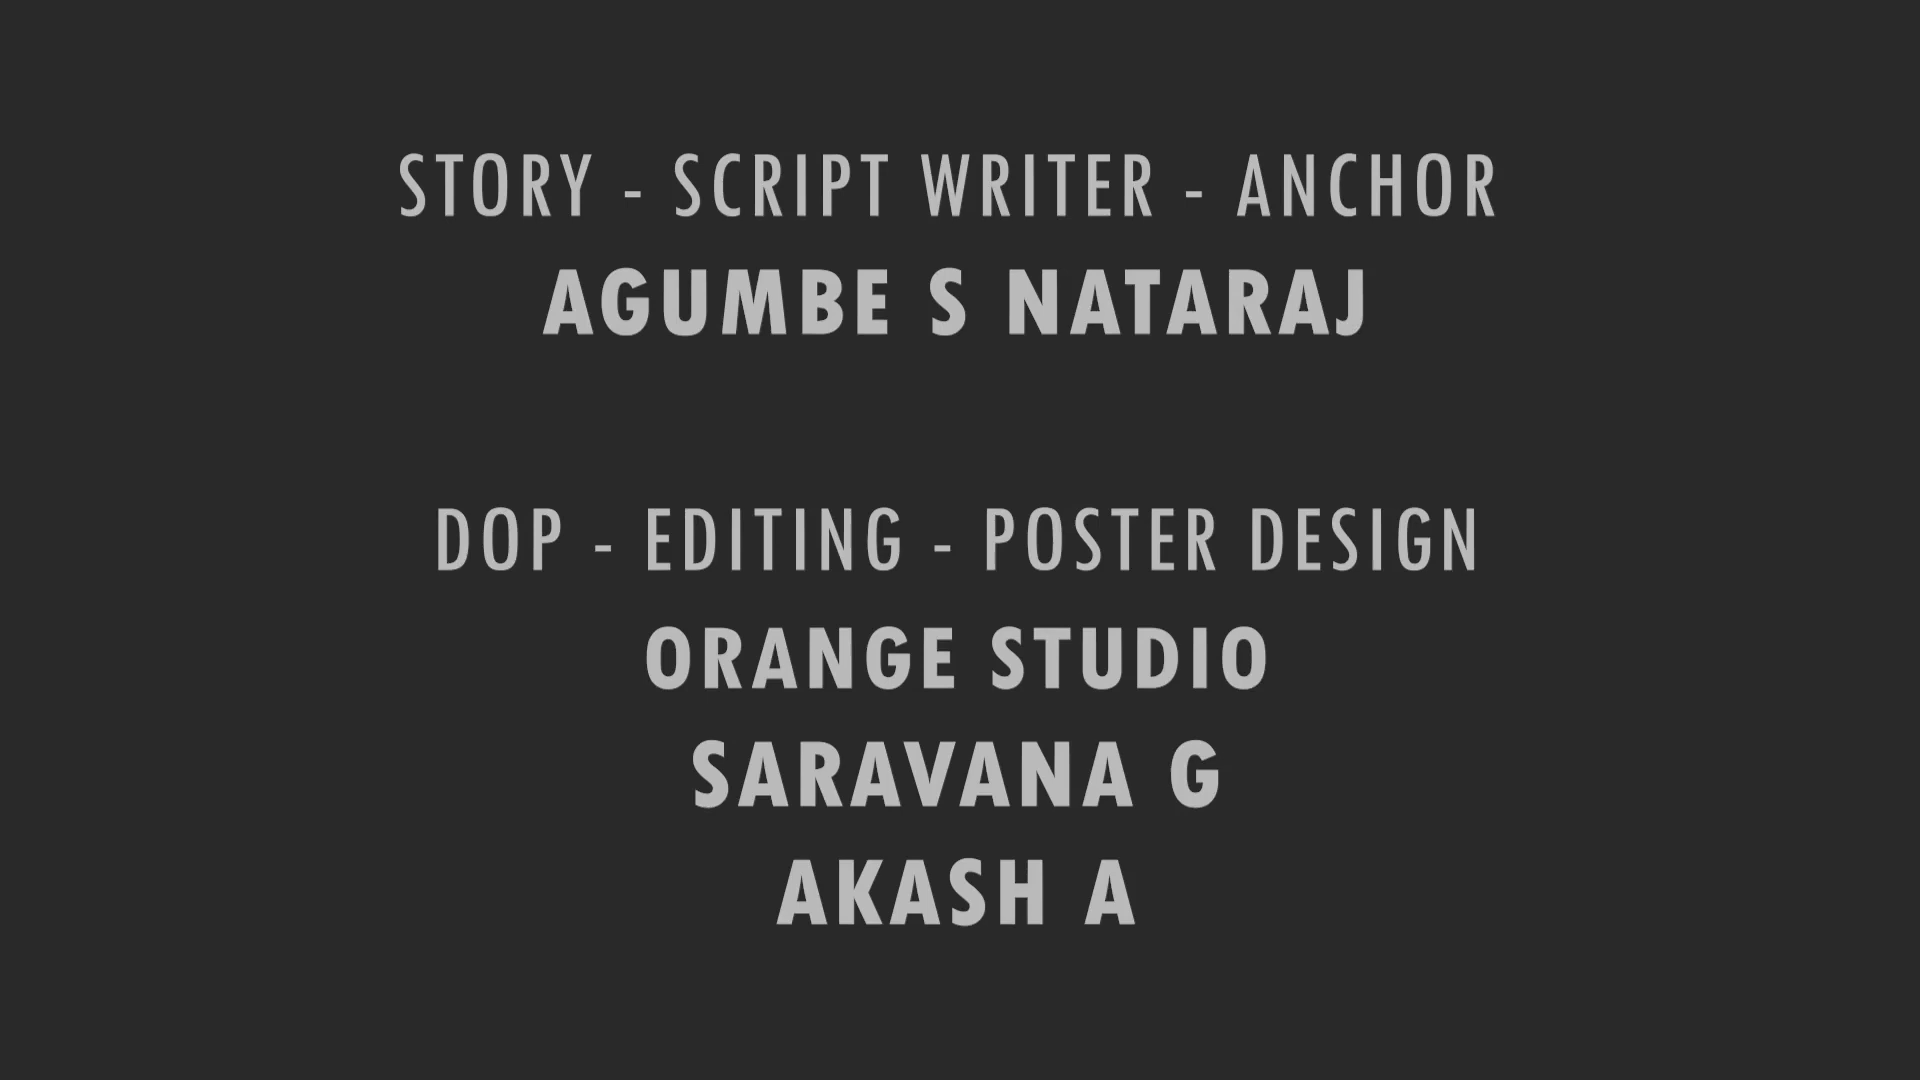 STORY - SCRIPT WRITER - ANCHOR
AGUMBE S NATARAJ
DOP - EDITING - POSTER DESIGN
ORANGE STUDIO
SARAVANA G
AKASH A